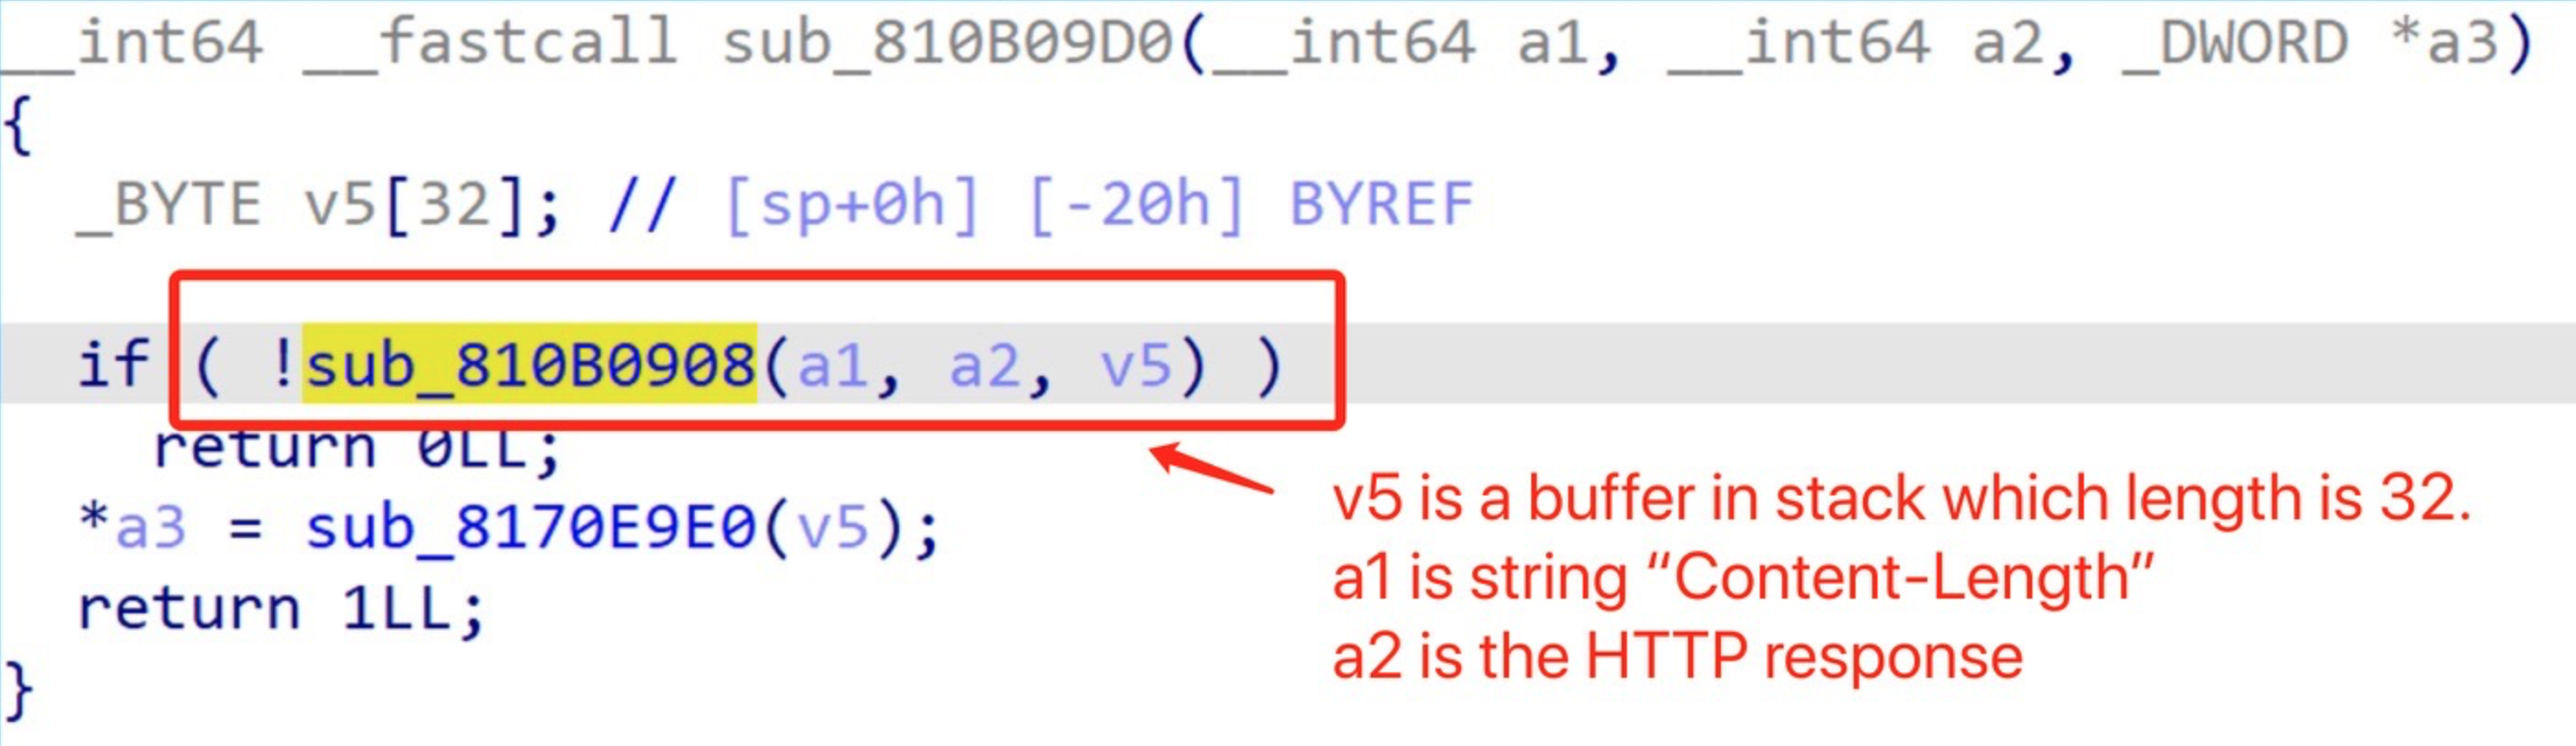 __int64 __fastcall sub_810B09D0(__int64 a1, __int64 a2, _DWORD *a3)
{
_BYTE v5[32]; // [sp+0h] [-20h] BYREF
if ( !sub_810B0908(a1, a2, v5) )
return 0LL;
*a3 = sub_8170E9E0(v5);
return 1LL;
}
v5 is a buffer in stack which length is 32.
a1 is string “Content-Length”
a2 is the HTTP response